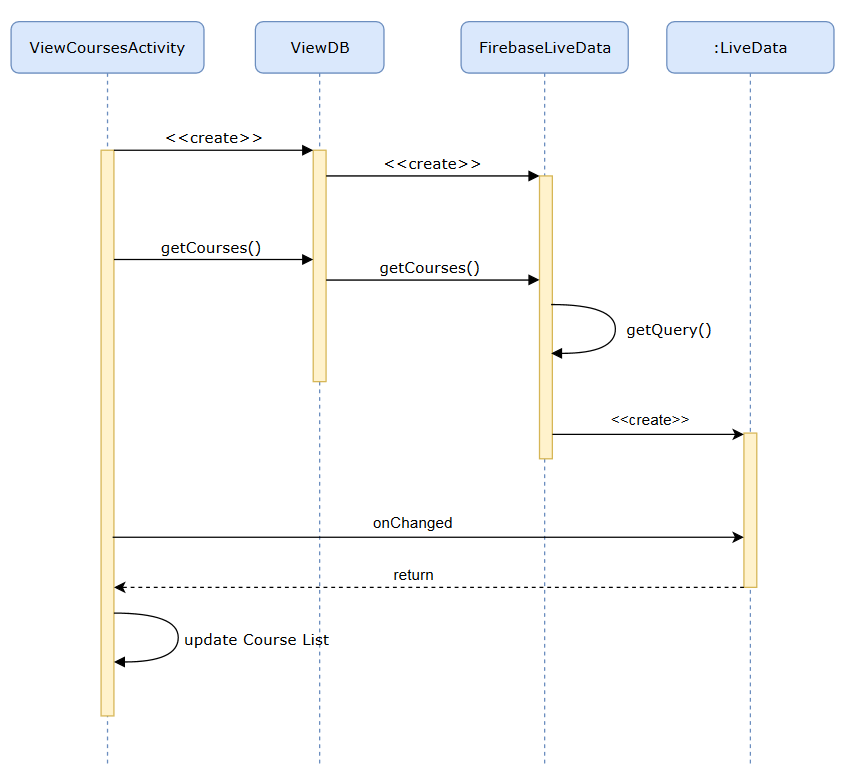 ViewCoursesActivity
ViewDB
FirebaseLiveData
:LiveData
<<create>>
<<create>>
getCourses()
getCourses()
getQuery()
<<create>>
onChanged
return
update Course List